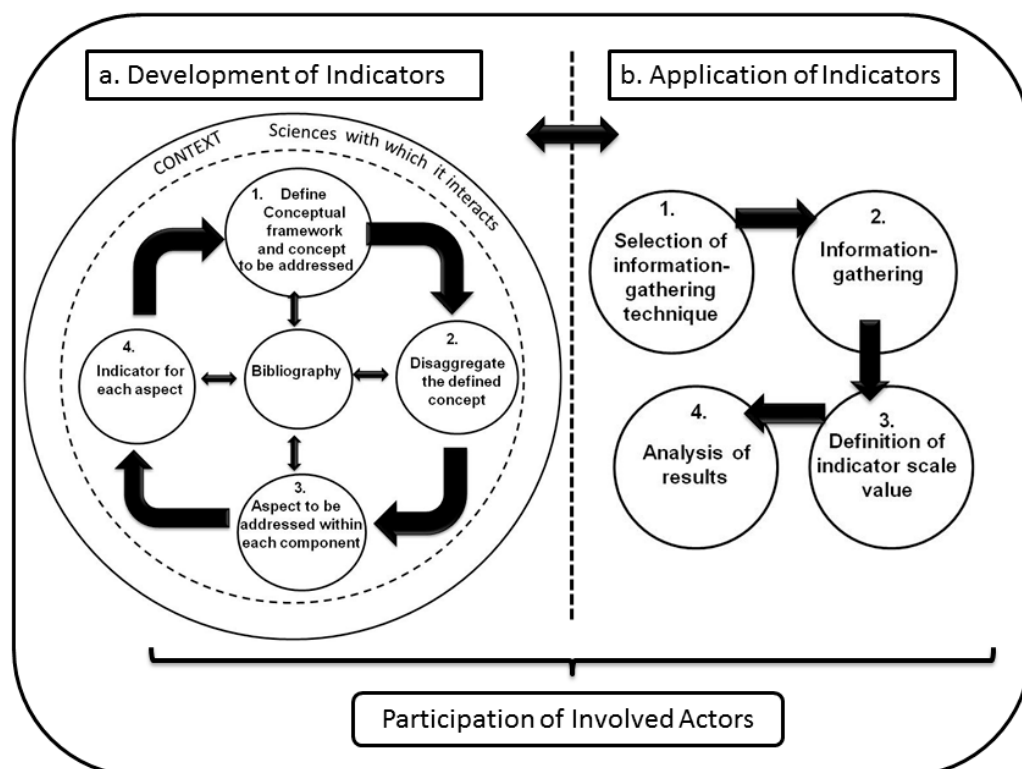 a. Development of Indicators
CONTEXT
Sciences with which it interacts
1. Define
Conceptual
framework
and concept
to be addressed
2.
Disaggregate
the defined
concept
3.
Aspect to be
addressed within
each component
4.
Indicator for
each aspect
Bibliography
b. Application of Indicators
1.
Selection of
information-
gathering
technique
2.
Information-
gathering
3.
Definition of
indicator scale
value
4.
Analysis of
results
Participation of Involved Actors